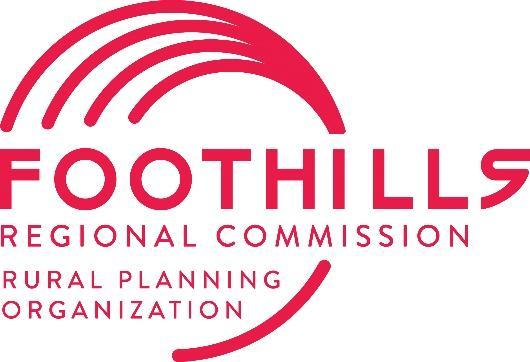 FOOTHILLS
REGIONAL COMMISSION
RURAL PLANNING
ORGANIZATION